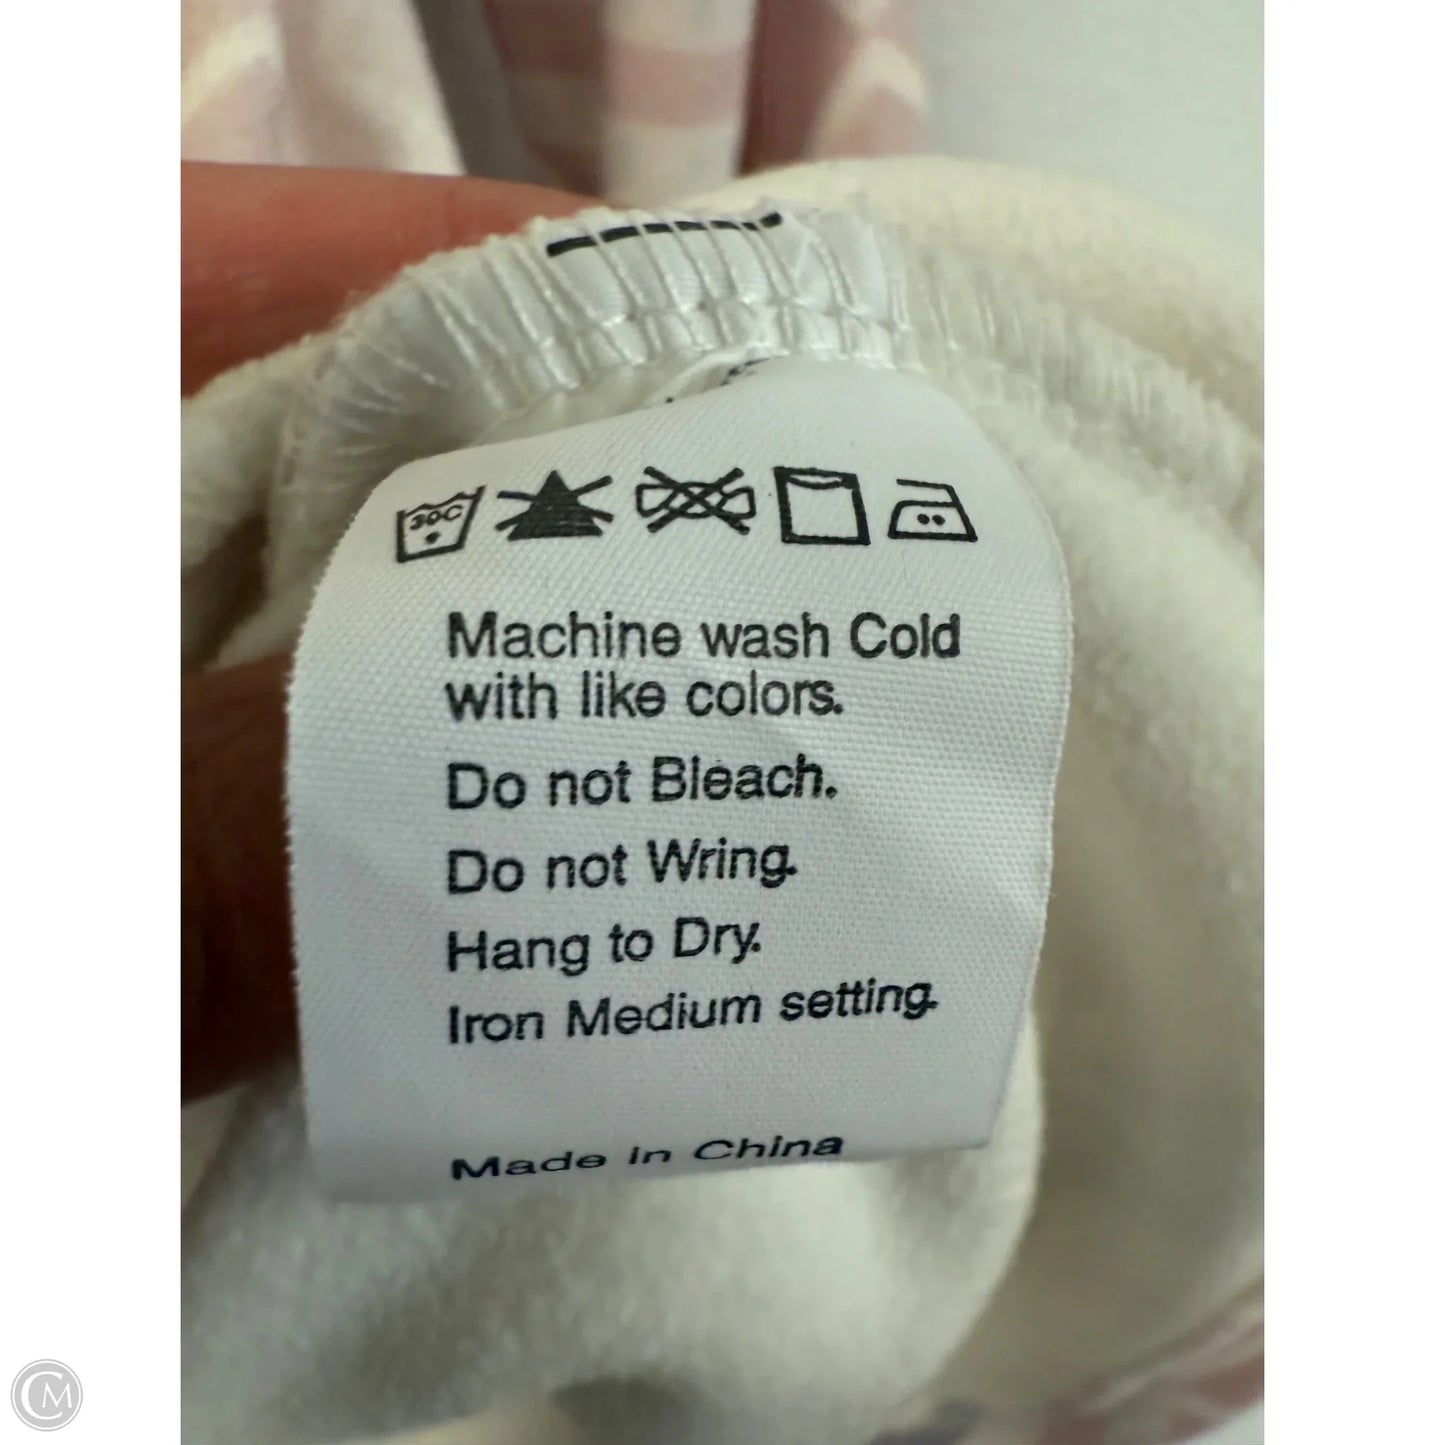 30C
Machine wash Cold
with like colors.
Do not Bleach.
Do not Wring.
Hang to Dry.
Iron Medium setting.
Made in China
CM